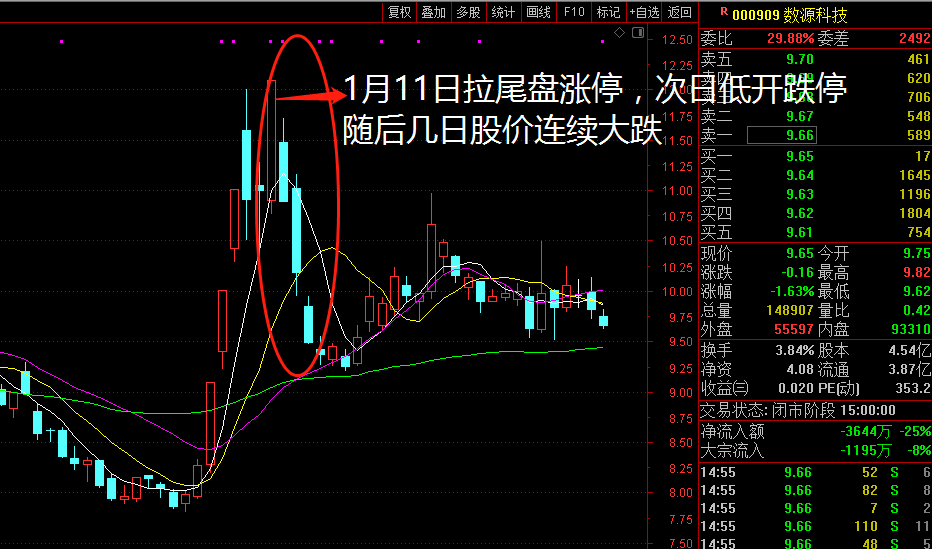 复权 叠加 多股 统计 画线 F10 标记 +自选 返回
R 000909 数源科技
委比 29.88% 委差 2492
卖五 9.70 461
卖四 620
706
卖二 9.67 548
卖一 9.66 589
买一 9.65 17
买二 9.64 1645
买三 9.63 1196
买四 9.62 1804
买五 9.61 754
现价 9.65 今开 9.75
涨跌 -0.16 最高 9.82
涨幅 -1.63% 最低 9.62
总量 148907 量比 0.42
外盘 55597 内盘 93310
换手 3.84% 股本 4.54亿
净资 4.08 流通 3.87亿
收益㈢ 0.020 PE(动) 353.2
交易状态: 闭市阶段 15:00:00
净流入额 -3644万 -25%
大宗流入 -1195万 -8%
14:55 9.66 52 S 6
14:55 9.66 82 S 8
14:55 9.66 7 S 2
14:55 9.66 110 S 11
14:55 9.66 48 S 5
1月11日拉尾盘涨停，次日低开跌停
随后几日股价连续大跌
12.50
12.25
12.00
11.75
11.50
11.25
11.00
10.75
10.50
10.25
10.00
9.75
9.50
9.25
9.00
8.75
8.50
8.25
8.00
7.75
7.50